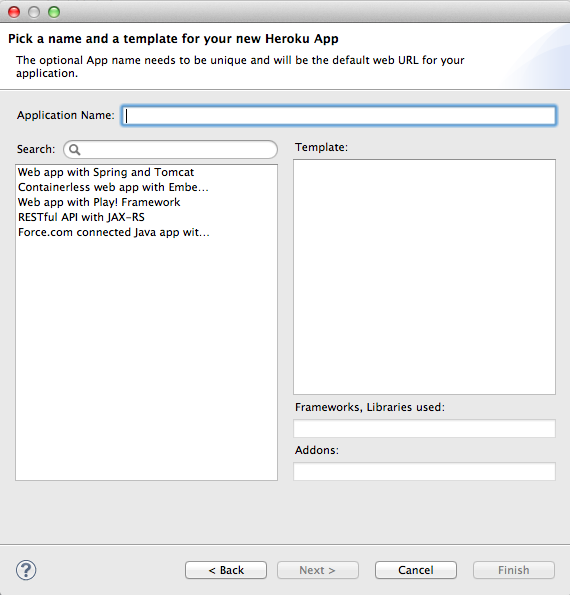 Pick a name and a template for your new Heroku App
The optional App name needs to be unique and will be the default web URL for your
application.
Application Name:
Search:
Template:
Web app with Spring and Tomcat
Containerless web app with Embe...
Web app with Play! Framework
RESTful API with JAX-RS
Force.com connected Java app wit...
Frameworks, Libraries used:
Addons:
?
< Back
Next >
Cancel
Finish